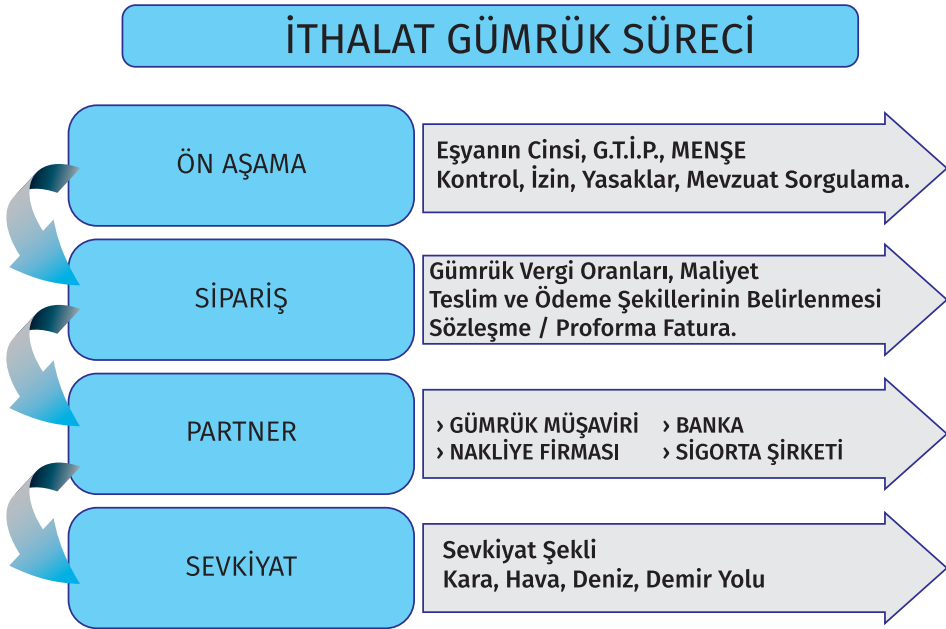 İTHALAT GÜMRÜK SÜRECİ
ÖN AŞAMA
Eşyanın Cinsi, G.T.İ.P., MENŞE
Kontrol, İzin, Yasaklar, Mevzuat Sorgulama.
SİPARİŞ
Gümrük Vergi Oranları, Maliyet
Teslim ve Ödeme Şekillerinin Belirlenmesi
Sözleşme / Proforma Fatura.
PARTNER
› GÜMRÜK MÜŞAVİRİ › BANKA
› NAKLİYE FİRMASI › SİGORTA ŞİRKETİ
SEVKİYAT
Sevkiyat Şekli
Kara, Hava, Deniz, Demir Yolu